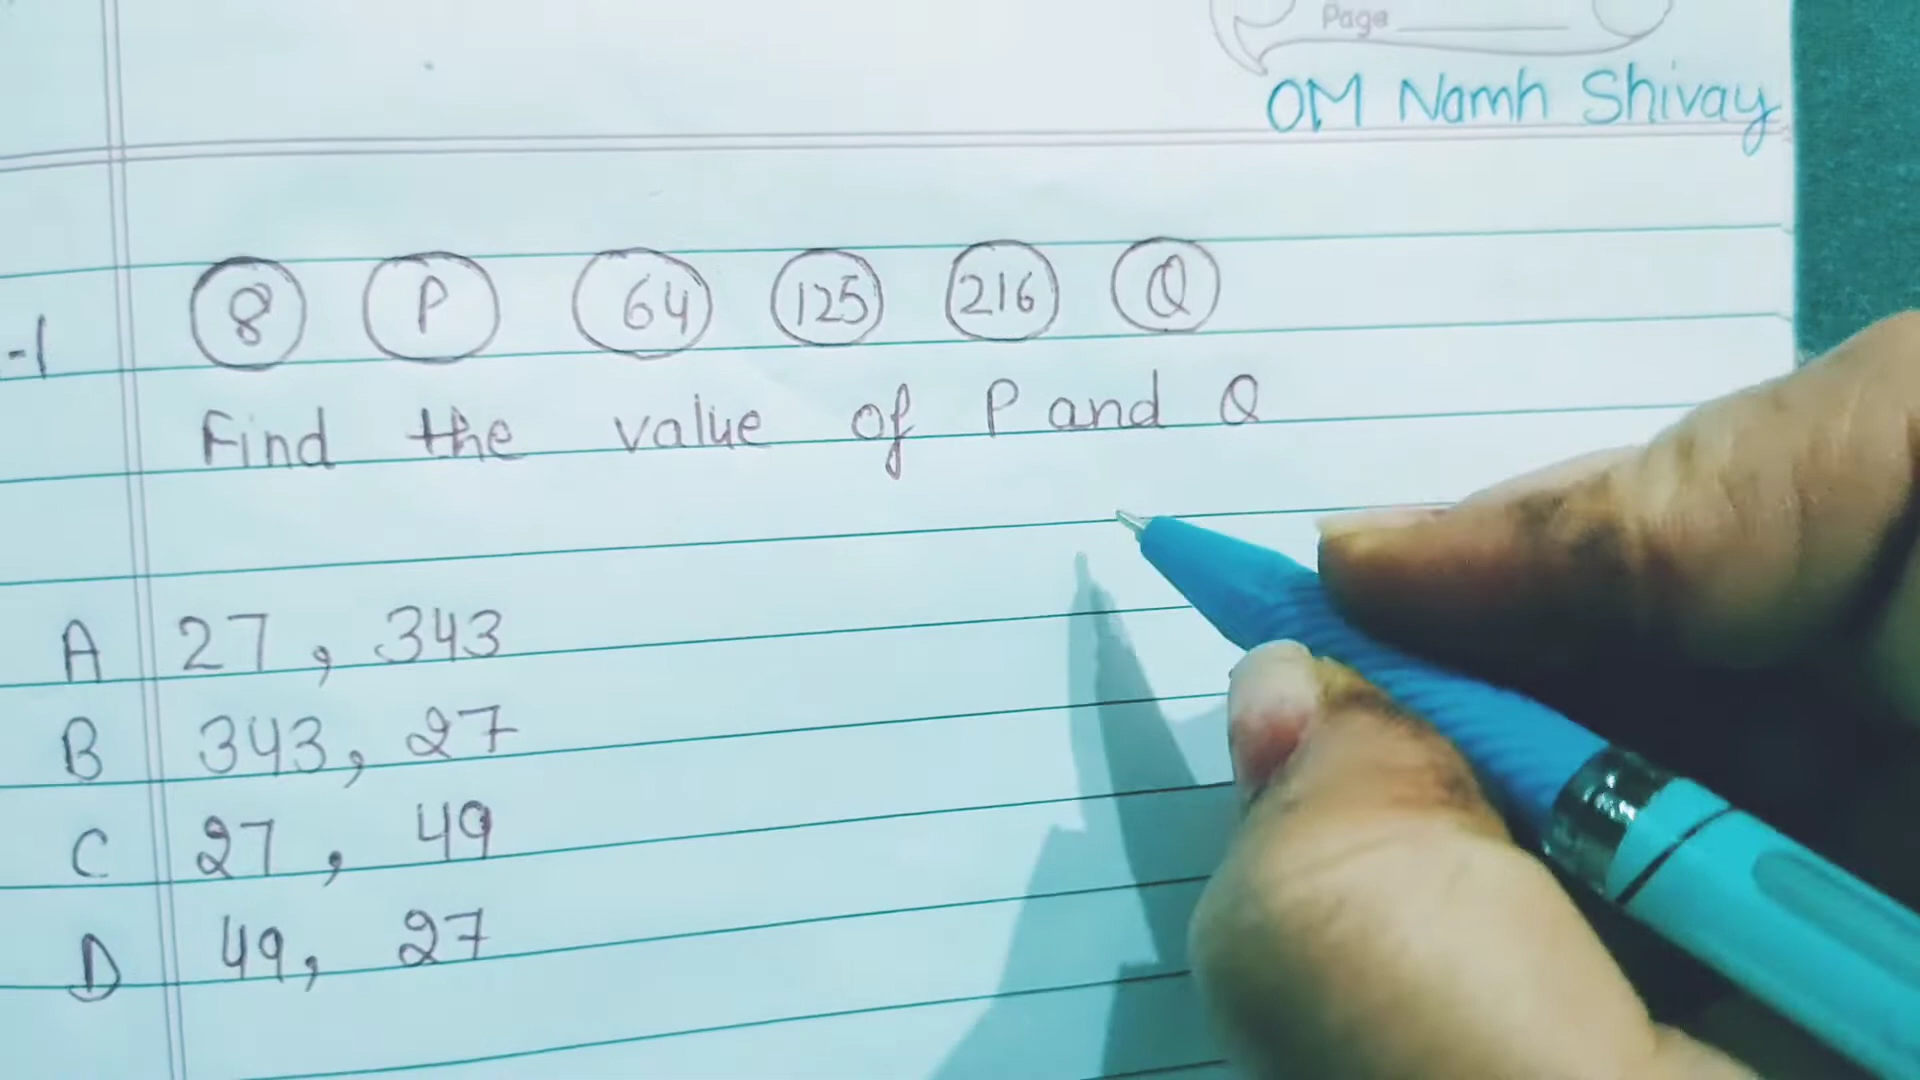 Page
OM Namh Shivay
-1 8 P 64 125 216 Q
Find the value of P and Q
A 27, 343
B 343, 27
C 27, 49
D 49, 27